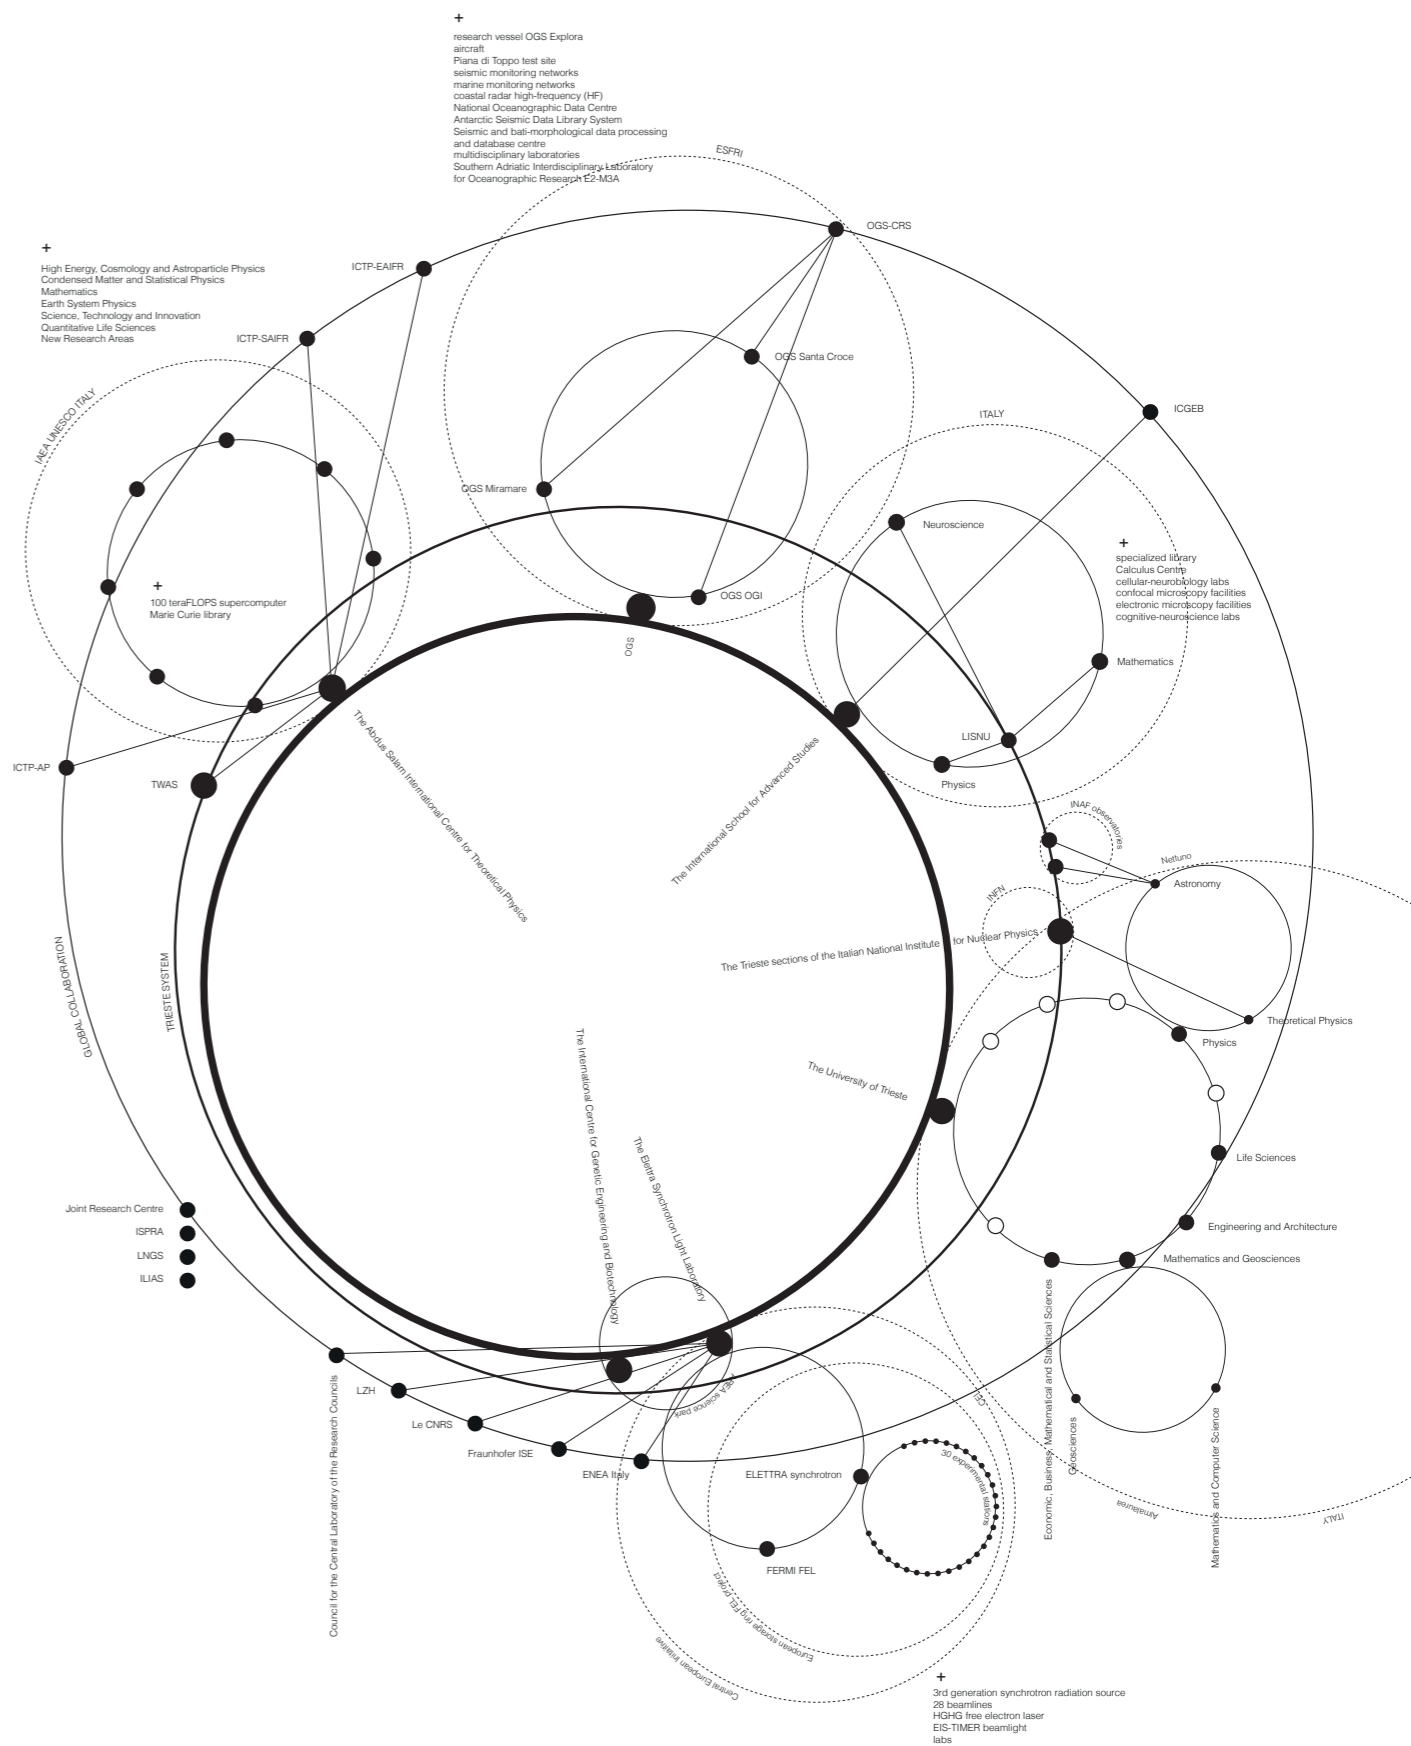 +
research vessel OGS Explora
aircraft
Piana di Toppo test site
seismic monitoring networks
marine monitoring networks
coastal radar high-frequency (HF)
National Oceanographic Data Centre
Antarctic Seismic Data Library System
Seismic and bati-morphological data processing
and database centre
multidisciplinary laboratories
Southern Adriatic Interdisciplinary Laboratory
for Oceanographic Research E2-M3A
ESFRI
OGS-CRS
+
High Energy, Cosmology and Astroparticle Physics
Condensed Matter and Statistical Physics
Mathematics
Earth System Physics
Science, Technology and Innovation
Quantitative Life Sciences
New Research Areas
ICTP-EAIFR
ICTP-SAIFR
OGS Santa Croce
IAEA UNESCO ITALY
ICGEB
ITALY
OGS Miramare
Neuroscience
+
specialized library
Calculus Centre
cellular-neurobiology labs
confocal microscopy facilities
electronic microscopy facilities
cognitive-neuroscience labs
+
100 teraFLOPS supercomputer
Marie Curie library
OGS OGI
OGS
Mathematics
The Abdus Salam International Centre for Theoretical Physics
LISNU
The International School for Advanced Studies
ICTP-AP
TWAS
Physics
INAF observatories
Nettuno
Astronomy
INFN
The Trieste sections of the Italian National Institute for Nuclear Physics
GLOBAL COLLABORATION
TRIESTE SYSTEM
Theoretical Physics
Physics
The University of Trieste
The International Centre for Genetic Engineering and Biotechnology
The Elettra Synchrotron Light Laboratory
Life Sciences
Joint Research Centre
ISPRA
LNGS
ILIAS
Engineering and Architecture
Mathematics and Geosciences
Economic, Business, Mathematical and Statistical Sciences
Council for the Central Laboratory of the Research Councils
LZH
AREA science park
CEI
Le CNRS
Geosciences
Mathematics and Computer Science
Fraunhofer ISE
ENEA Italy
ELETTRA synchrotron
30 experimental stations
Almalaurea
ITALY
FERMI FEL
European storage ring FEL project
Central European Initiative
+
3rd generation synchrotron radiation source
28 beamlines
HGHG free electron laser
EIS-TIMER beamlight
labs